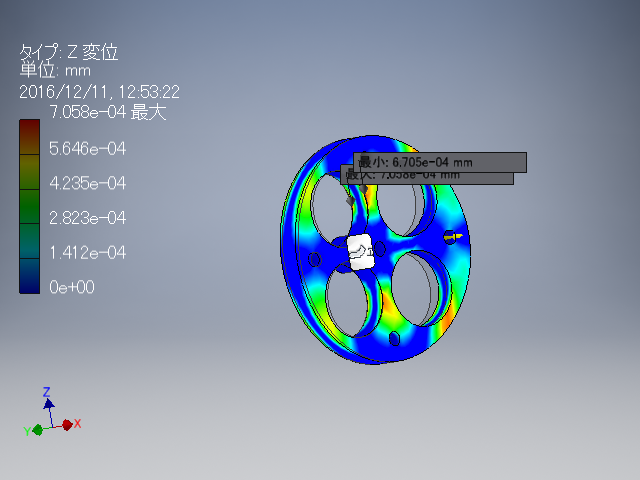 タイプ: Z 変位
単位: mm
2016/12/11, 12:53:22
7.058e-04 最大
5.646e-04
4.235e-04
2.823e-04
1.412e-04
0e+00
最小: 6.705e-04 mm
最大: 7.058e-04 mm
Z
Y
X